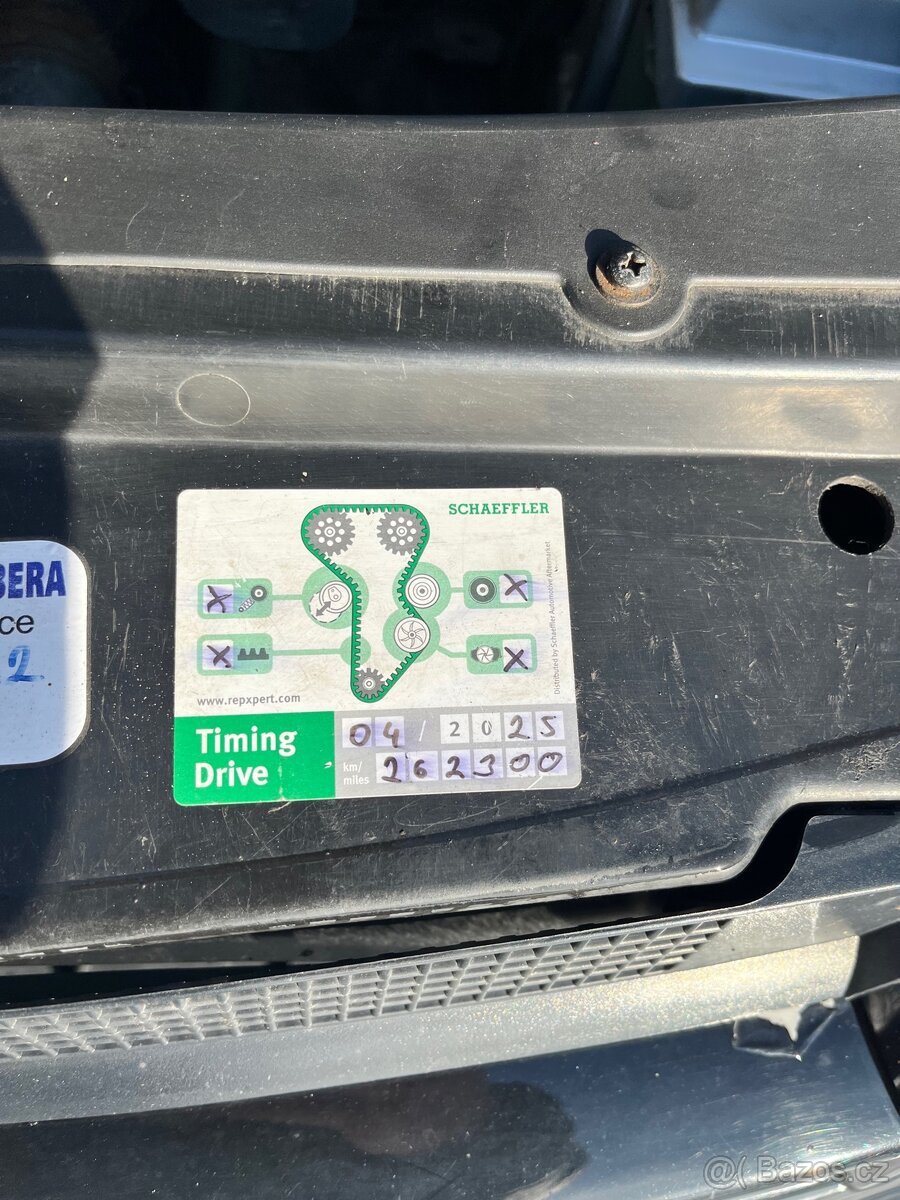 SCHAEFFLER
X
X
X
X
Distributed by Schaeffler Automotive Aftermarket
www.repxpert.com
Timing
Drive
04 / 2025
km/
miles
262300
BERA
ce
2
@( Bazos.cz